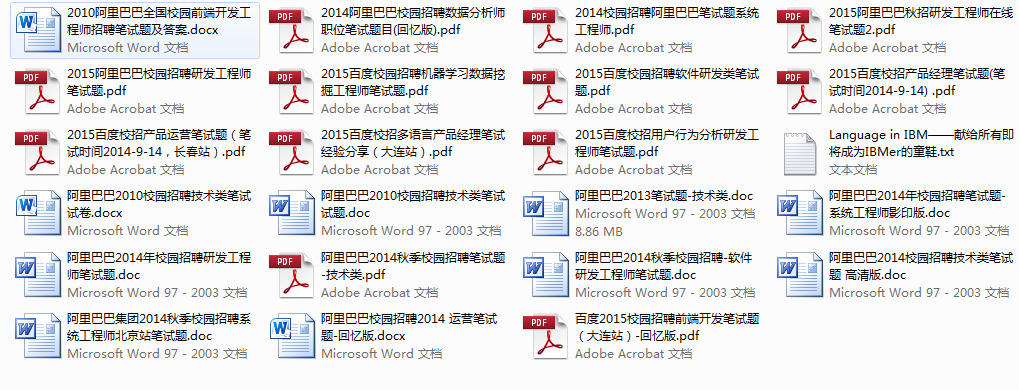 2010阿里巴巴全国校园前端开发工
程师招聘笔试题及答案.docx
Microsoft Word 文档
2014阿里巴巴校园招聘数据分析师
职位笔试题目(回忆版).pdf
Adobe Acrobat 文档
2014校园招聘阿里巴巴笔试题系统
工程师.pdf
Adobe Acrobat 文档
2015阿里巴巴秋招研发工程师在线
笔试题2.pdf
Adobe Acrobat 文档
2015阿里巴巴校园招聘研发工程师
笔试题.pdf
Adobe Acrobat 文档
2015百度校园招聘机器学习数据挖
掘工程师笔试题.pdf
Adobe Acrobat 文档
2015百度校园招聘软件研发类笔试
题.pdf
Adobe Acrobat 文档
2015百度校招产品经理笔试题(笔
试时间2014-9-14) .pdf
Adobe Acrobat 文档
2015百度校招产品运营笔试题（笔
试时间2014-9-14，长春站）.pdf
Adobe Acrobat 文档
2015百度校招多语言产品经理笔试
经验分享（大连站）.pdf
Adobe Acrobat 文档
2015百度校招用户行为分析研发工
程师笔试题.pdf
Adobe Acrobat 文档
Language in IBM——献给所有即
将成为IBMer的童鞋.txt
文本文档
阿里巴巴2010校园招聘技术类笔试
试卷.docx
Microsoft Word 文档
阿里巴巴2010校园招聘技术类笔试
试题.doc
Microsoft Word 97 - 2003 文档
阿里巴巴2013笔试题-技术类.doc
Microsoft Word 97 - 2003 文档
8.86 MB
阿里巴巴2014年校园招聘笔试题-
系统工程师影印版.doc
Microsoft Word 97 - 2003 文档
阿里巴巴2014年校园招聘研发工程
师笔试题.doc
Microsoft Word 97 - 2003 文档
阿里巴巴2014秋季校园招聘笔试题
-技术类.pdf
Adobe Acrobat 文档
阿里巴巴2014秋季校园招聘-软件
研发工程师笔试题.doc
Microsoft Word 97 - 2003 文档
阿里巴巴2014校园招聘技术类笔试
题 高清版.doc
Microsoft Word 97 - 2003 文档
阿里巴巴集团2014秋季校园招聘系
统工程师北京站笔试题.doc
Microsoft Word 97 - 2003 文档
阿里巴巴校园招聘2014 运营笔试
题-回忆版.docx
Microsoft Word 文档
百度2015校园招聘前端开发笔试题
（大连站）-回忆版.pdf
Adobe Acrobat 文档